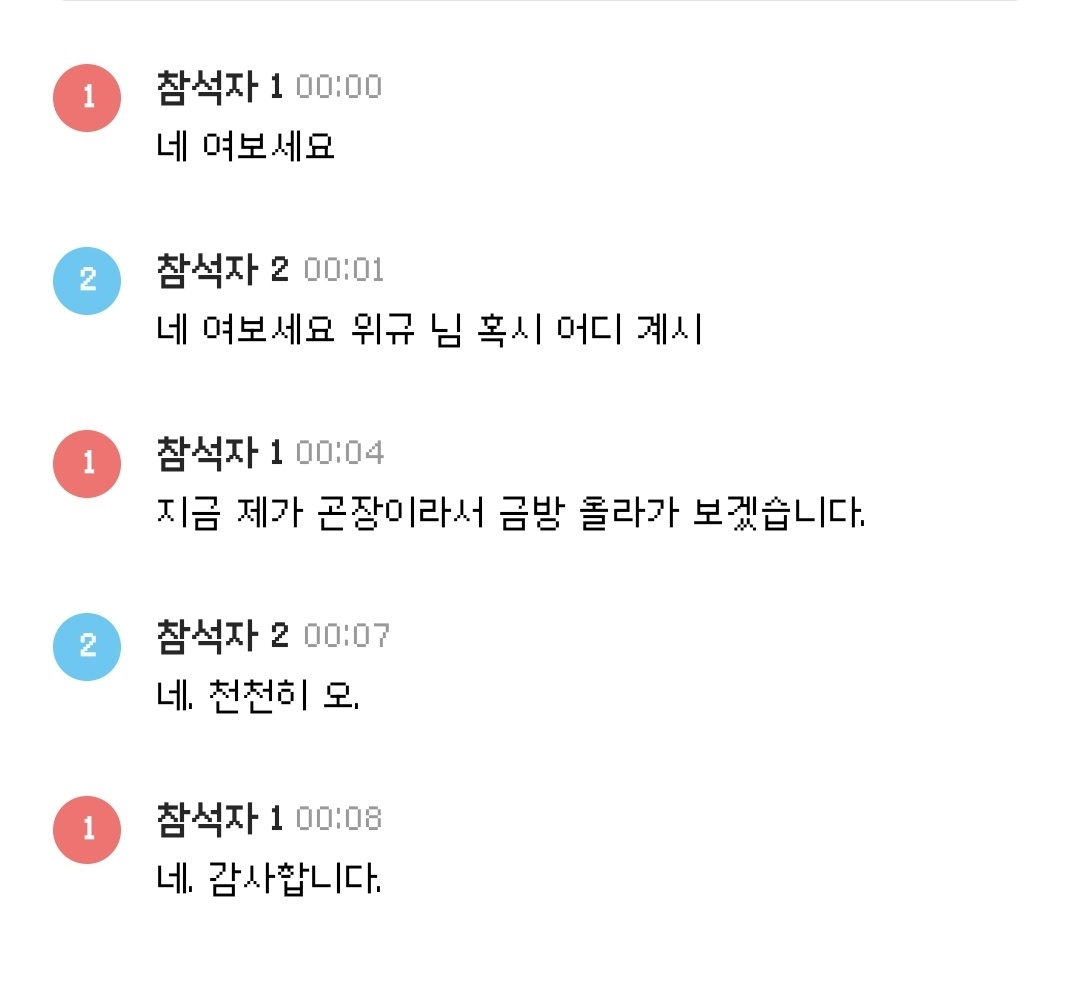 1
참석자 1 00:00
네 여보세요
2
참석자 2 00:01
네 여보세요 위규 님 혹시 어디 계시
1
참석자 1 00:04
지금 제가 곤장이라서 금방 올라가 보겠습니다.
2
참석자 2 00:07
네. 천천히 오.
1
참석자 1 00:08
네. 감사합니다.